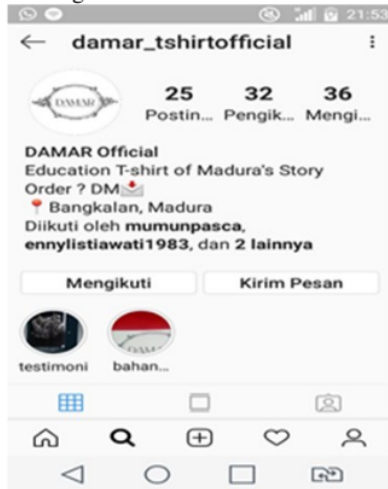 21:53
damar_tshirtofficial
DAMAR
25 32 36
Postin... Pengik... Mengi...
DAMAR Official
Education T-shirt of Madura's Story
Order ? DM
Bangkalan, Madura
Diikuti oleh mumunpasca,
ennylistiawati1983, dan 2 lainnya
Mengikuti Kirim Pesan
testimoni bahan...